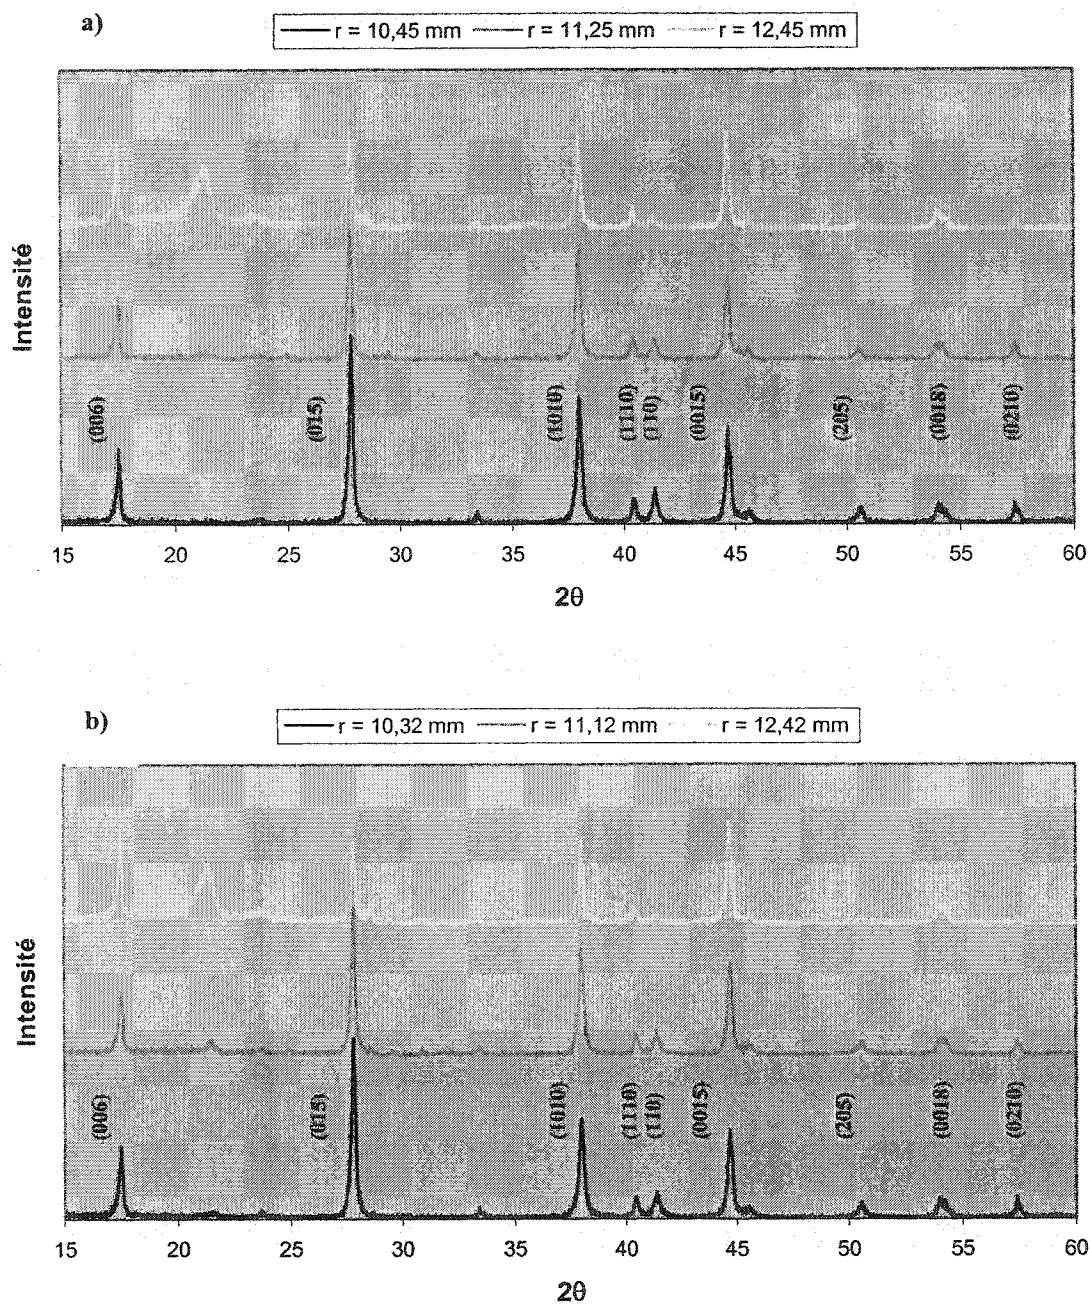 a)
r = 10,45 mm r = 11,25 mm r = 12,45 mm
Intensité
(006) (015) (1010) (1110) (110) (0015) (205) (0018) (0210)
15 20 25 30 35 40 45 50 55 60
2θ
b)
r = 10,32 mm r = 11,12 mm r = 12,42 mm
Intensité
(006) (015) (1010) (1110) (110) (0015) (205) (0018) (0210)
15 20 25 30 35 40 45 50 55 60
2θ